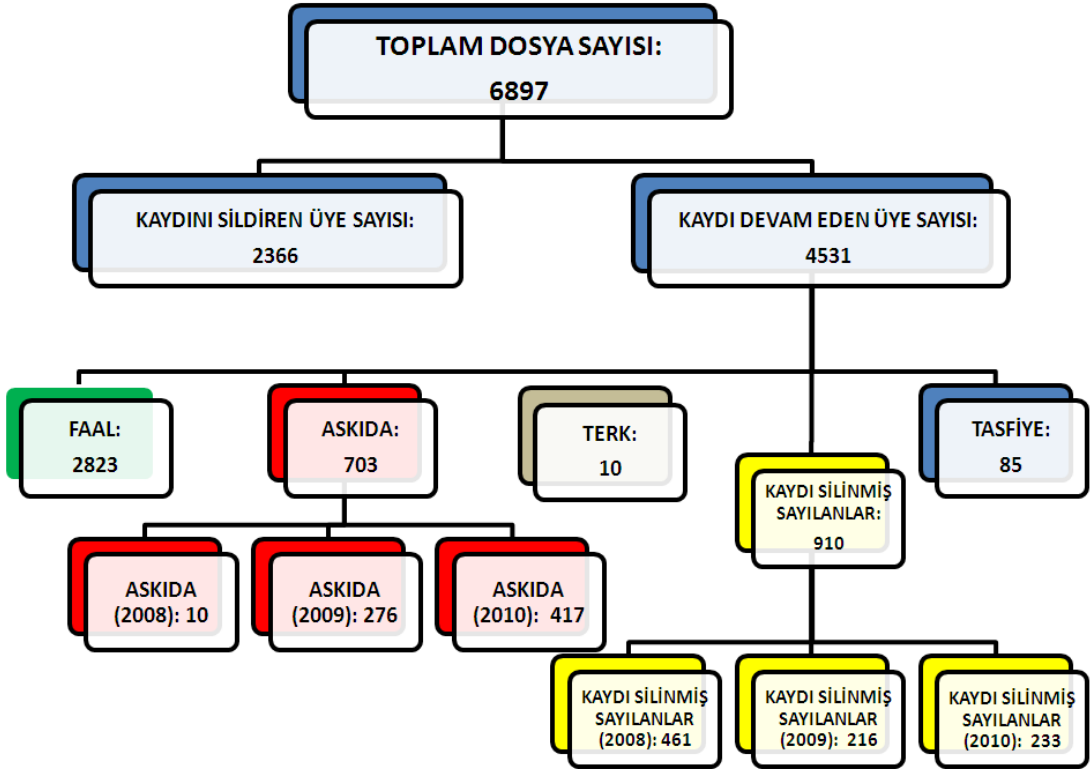 TOPLAM DOSYA SAYISI:
6897
KAYDINI SİLDİREN ÜYE SAYISI:
2366
KAYDI DEVAM EDEN ÜYE SAYISI:
4531
FAAL:
2823
ASKIDA:
703
TERK:
10
KAYDI SİLİNMİŞ
SAYILANLAR:
910
TASFİYE:
85
ASKIDA
(2008): 10
ASKIDA
(2009): 276
ASKIDA
(2010): 417
KAYDI SİLİNMİŞ
SAYILANLAR
(2008): 461
KAYDI SİLİNMİŞ
SAYILANLAR
(2009): 216
KAYDI SİLİNMİŞ
SAYILANLAR
(2010): 233